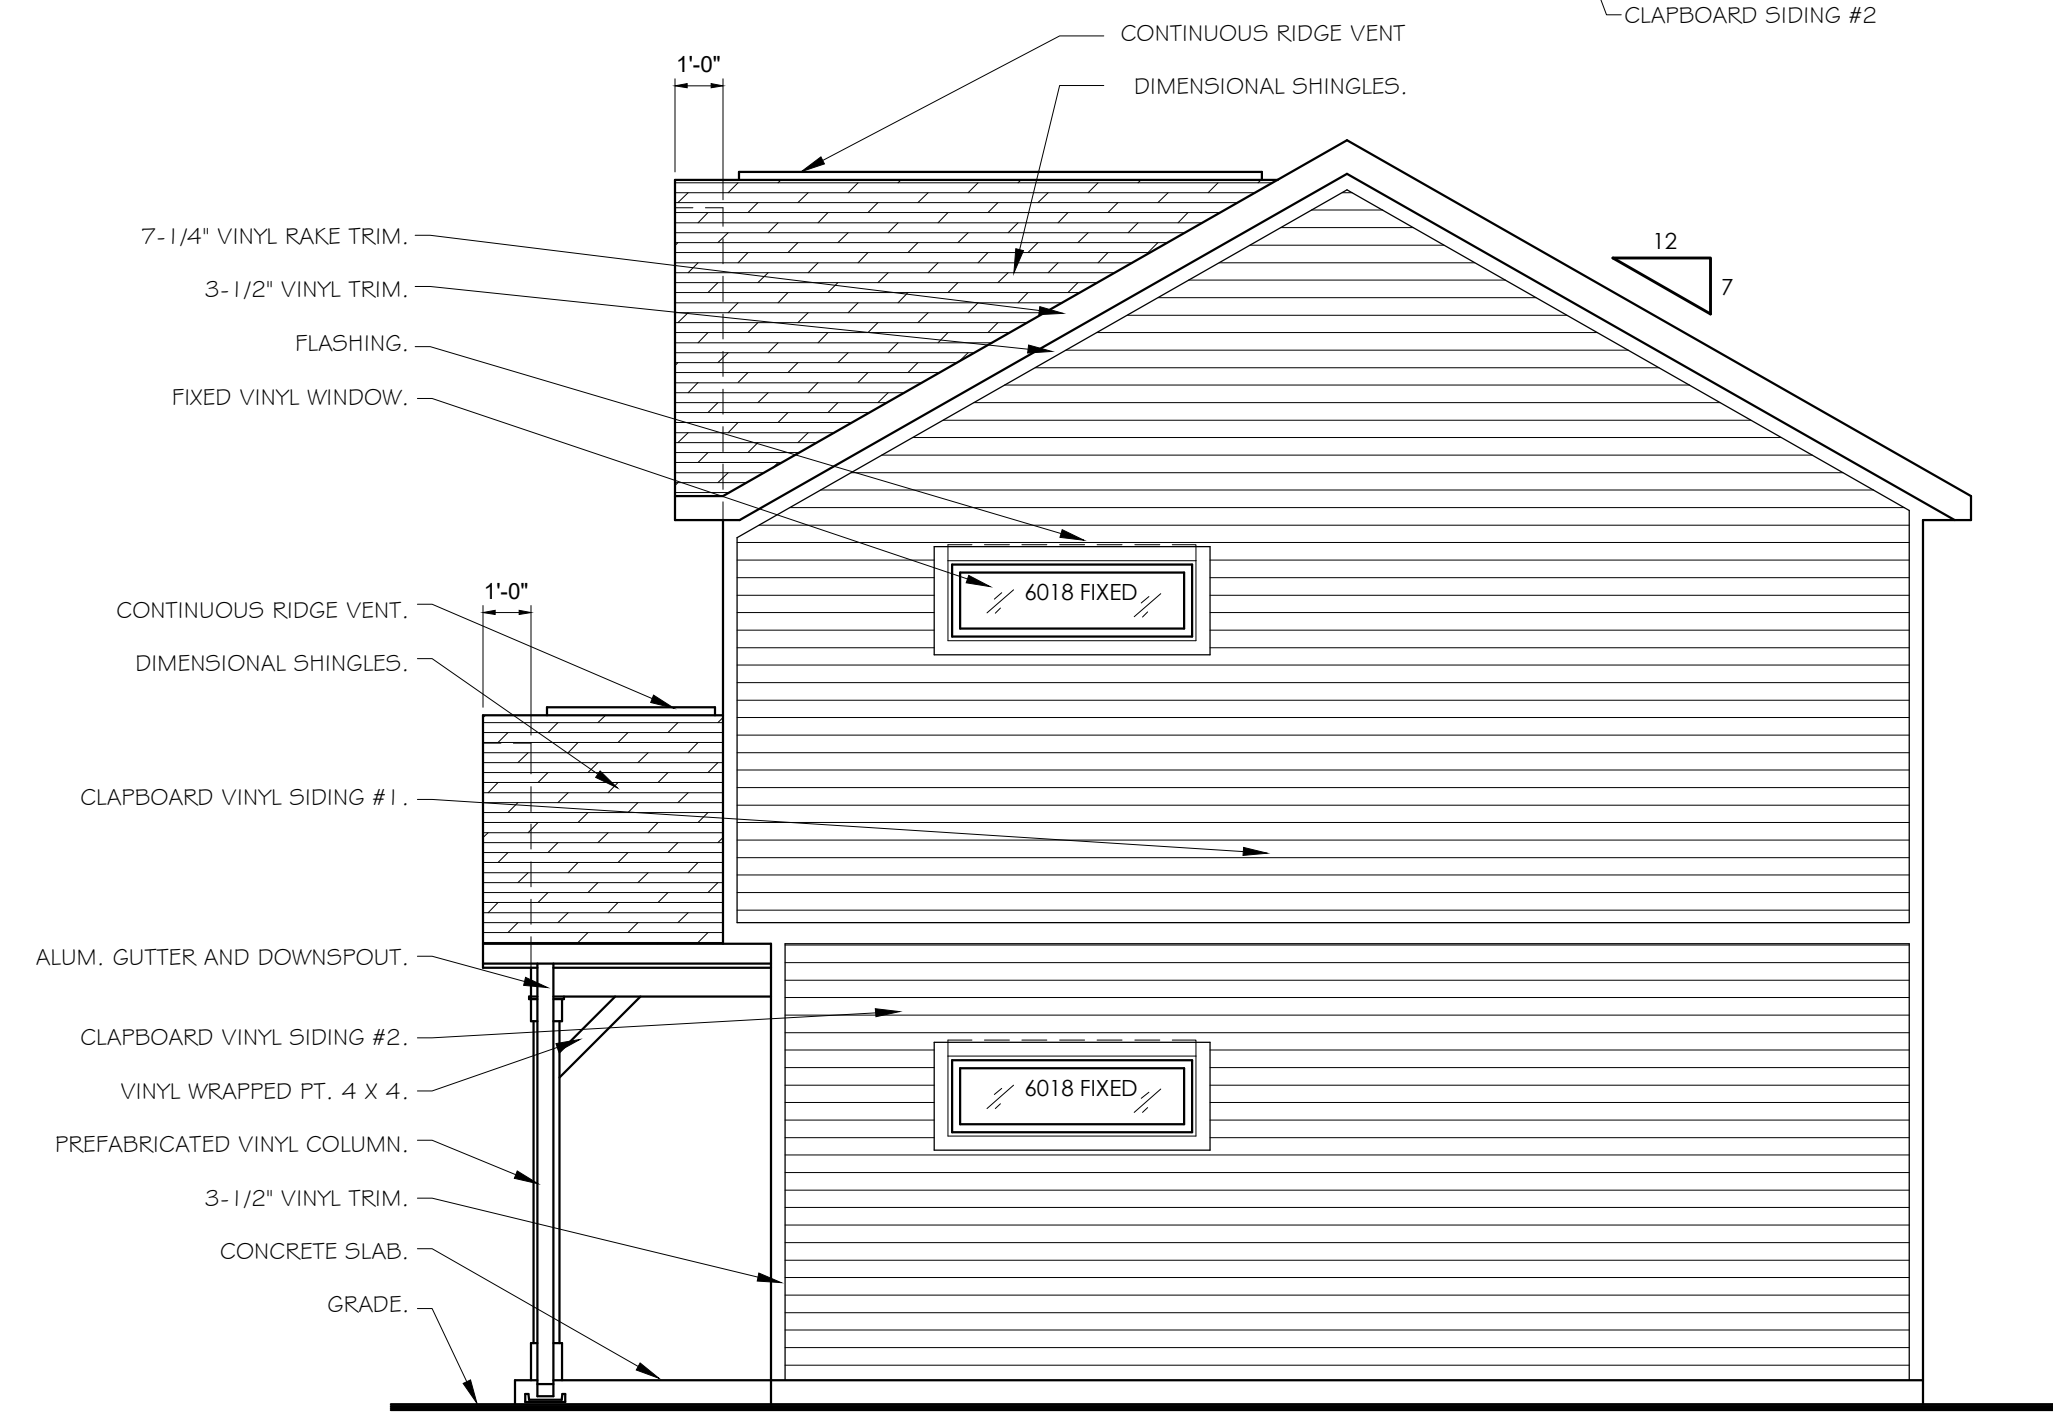 CLAPBOARD SIDING #2
CONTINUOUS RIDGE VENT
1'-0"
DIMENSIONAL SHINGLES.
7-1/4" VINYL RAKE TRIM.
12
7
3-1/2" VINYL TRIM.
FLASHING.
FIXED VINYL WINDOW.
6018 FIXED
1'-0"
CONTINUOUS RIDGE VENT.
DIMENSIONAL SHINGLES.
CLAPBOARD VINYL SIDING #1.
ALUM. GUTTER AND DOWNSPOUT.
CLAPBOARD VINYL SIDING #2.
6018 FIXED
VINYL WRAPPED PT. 4 X 4.
PREFABRICATED VINYL COLUMN.
3-1/2" VINYL TRIM.
CONCRETE SLAB.
GRADE.